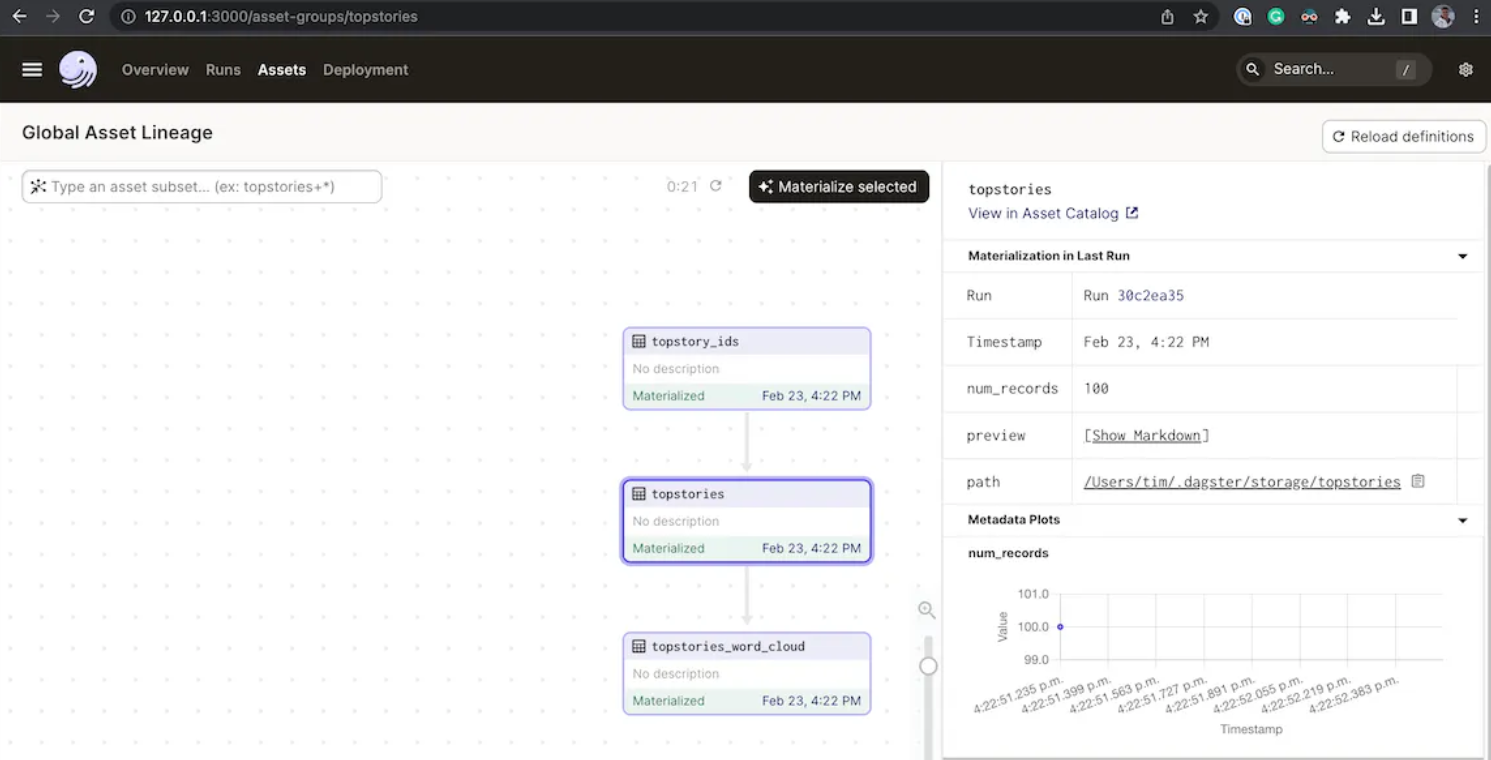 127.0.0.1:3000/asset-groups/topstories
Overview Runs Assets Deployment Search... /
Global Asset Lineage
Reload definitions
Type an asset subset... (ex: topstories+*)
0:21
Materialize selected
topstory_ids
No description
Materialized Feb 23, 4:22 PM
topstories
No description
Materialized Feb 23, 4:22 PM
topstories_word_cloud
No description
Materialized Feb 23, 4:22 PM
topstories
View in Asset Catalog
Materialization in Last Run
Run Run 30c2ea35
Timestamp Feb 23, 4:22 PM
num_records 100
preview [Show Markdown]
path /Users/tim/.dagster/storage/topstories
Metadata Plots
num_records
Value
101.0
100.0
99.0
4:22:51.235 p.m.
4:22:51.399 p.m.
4:22:51.563 p.m.
4:22:51.727 p.m.
4:22:51.891 p.m.
4:22:52.055 p.m.
4:22:52.219 p.m.
4:22:52.383 p.m.
Timestamp